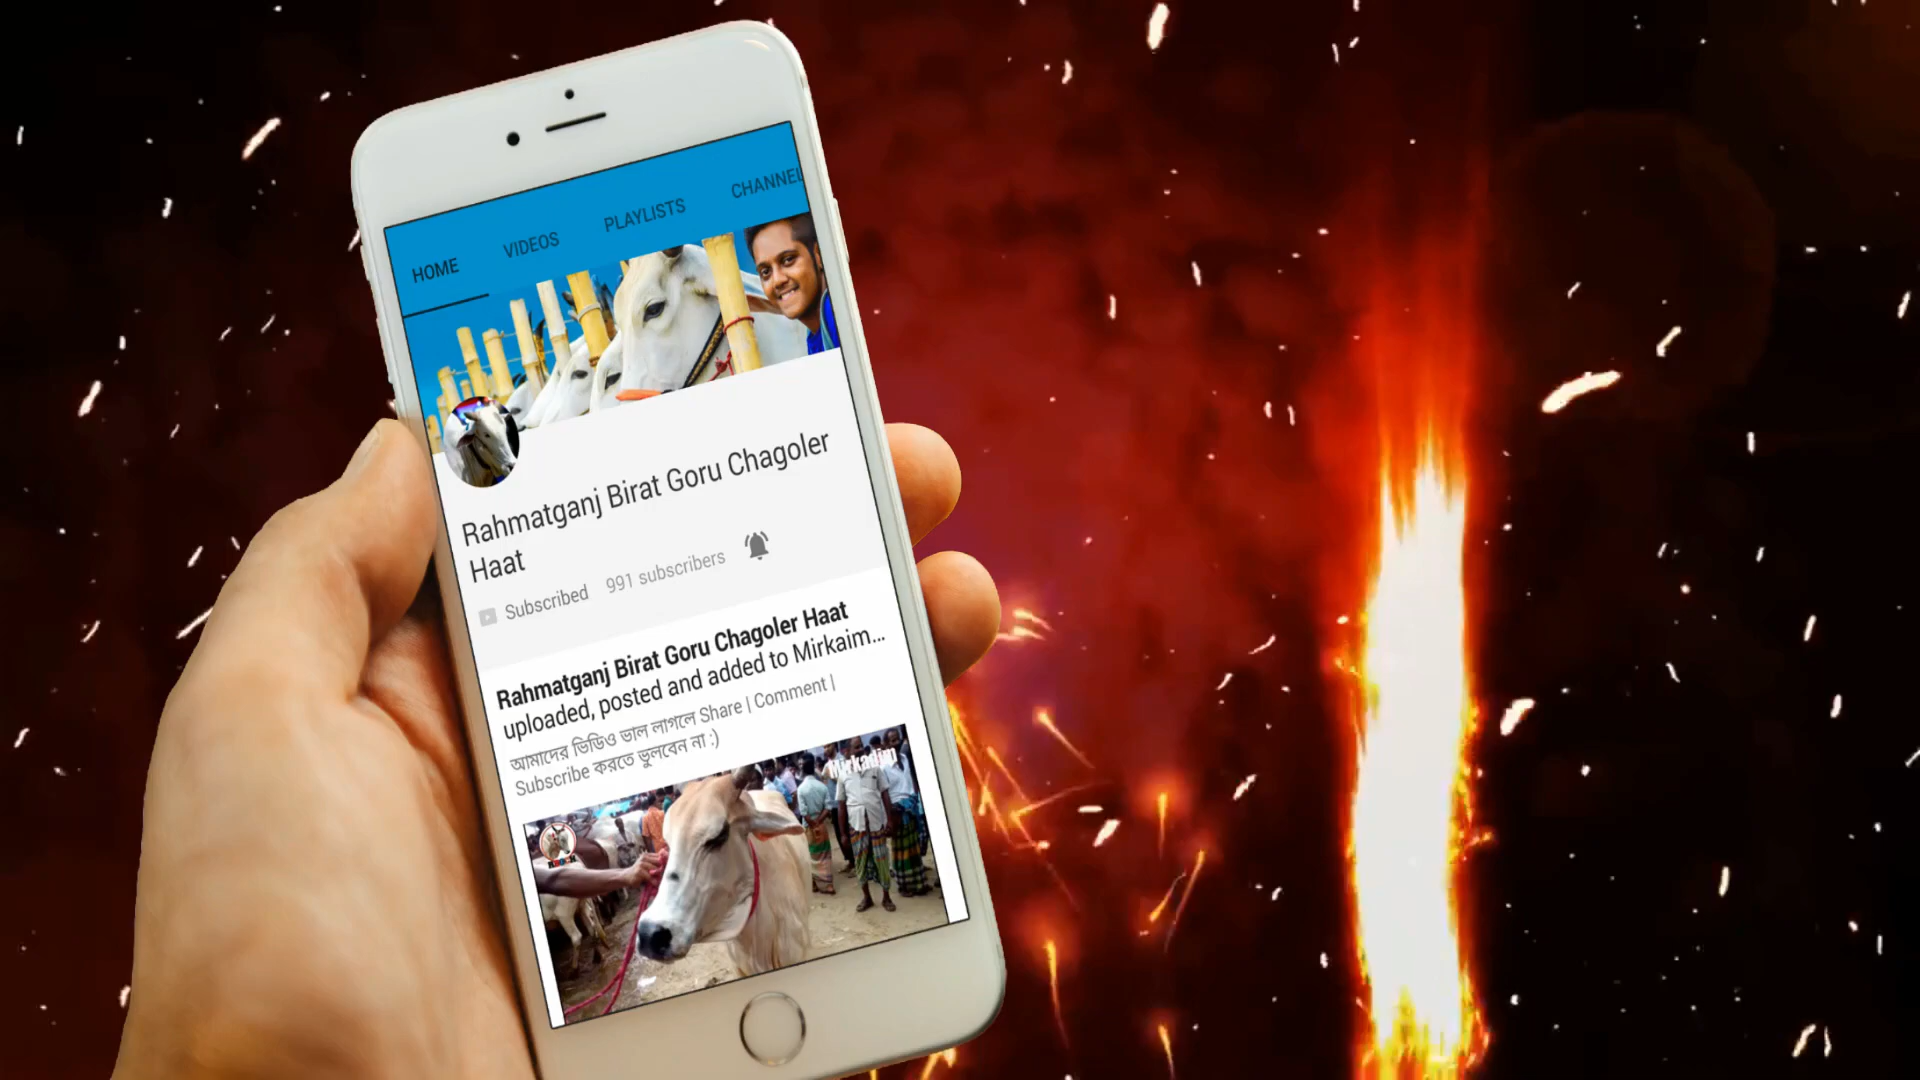 HOME
VIDEOS
PLAYLISTS
CHANNEL
Rahmatganj Birat Goru Chagoler
Haat
Subscribed 991 subscribers
Rahmatganj Birat Goru Chagoler Haat
uploaded, posted and added to Mirkaim...
আমাদের ভিডিও ভাল লাগলে Share | Comment |
Subscribe করতে ভুলবেন না :)
Mirkadim